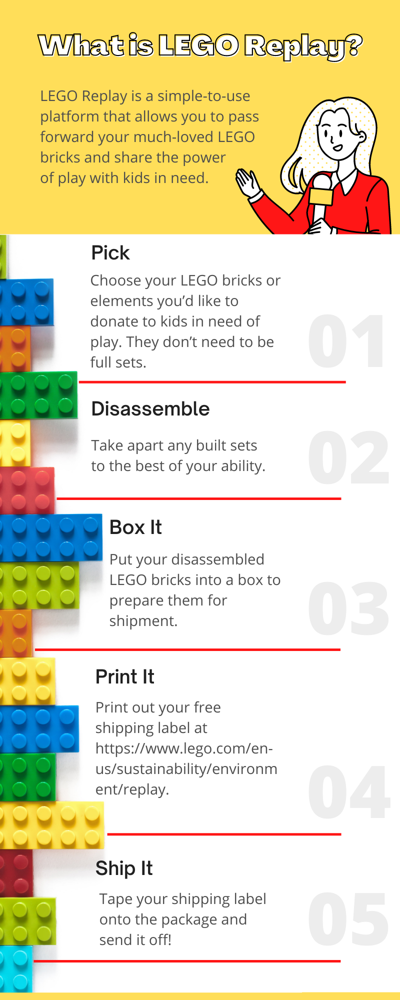 What is LEGO Replay?
LEGO Replay is a simple-to-use
platform that allows you to pass
forward your much-loved LEGO
bricks and share the power
of play with kids in need.
Pick
Choose your LEGO bricks or
elements you’d like to
donate to kids in need of
play. They don’t need to be
full sets.
01
Disassemble
Take apart any built sets
to the best of your ability.
02
Box It
Put your disassembled
LEGO bricks into a box to
prepare them for
shipment.
03
Print It
Print out your free
shipping label at
https://www.lego.com/en-
us/sustainability/environm
ent/replay.
04
Ship It
Tape your shipping label
onto the package and
send it off!
05